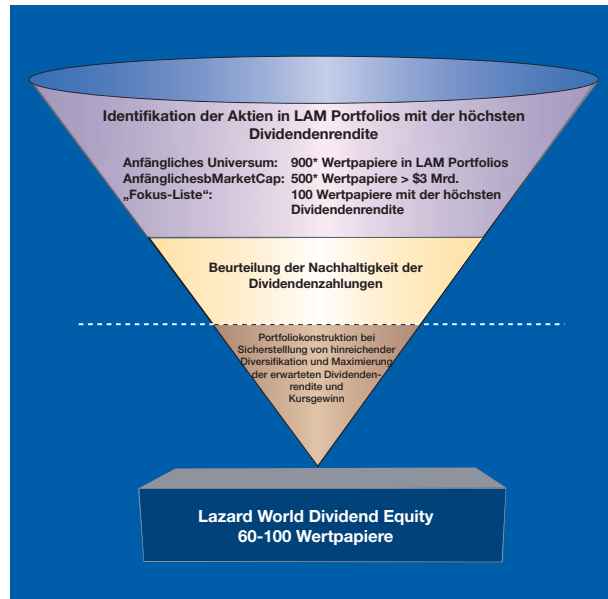 Identifikation der Aktien in LAM Portfolios mit der höchsten
Dividendenrendite
Anfängliches Universum: 900* Wertpapiere in LAM Portfolios
AnfänglichesbMarketCap: 500* Wertpapiere > $3 Mrd.
„Fokus-Liste“: 100 Wertpapiere mit der höchsten
Dividendenrendite
Beurteilung der Nachhaltigkeit der
Dividendenzahlungen
Portfoliokonstruktion bei
Sicherstelllung von hinreichender
Diversifikation und Maximierung
der erwarteten Dividenden-
rendite und
Kursgewinn
Lazard World Dividend Equity
60-100 Wertpapiere